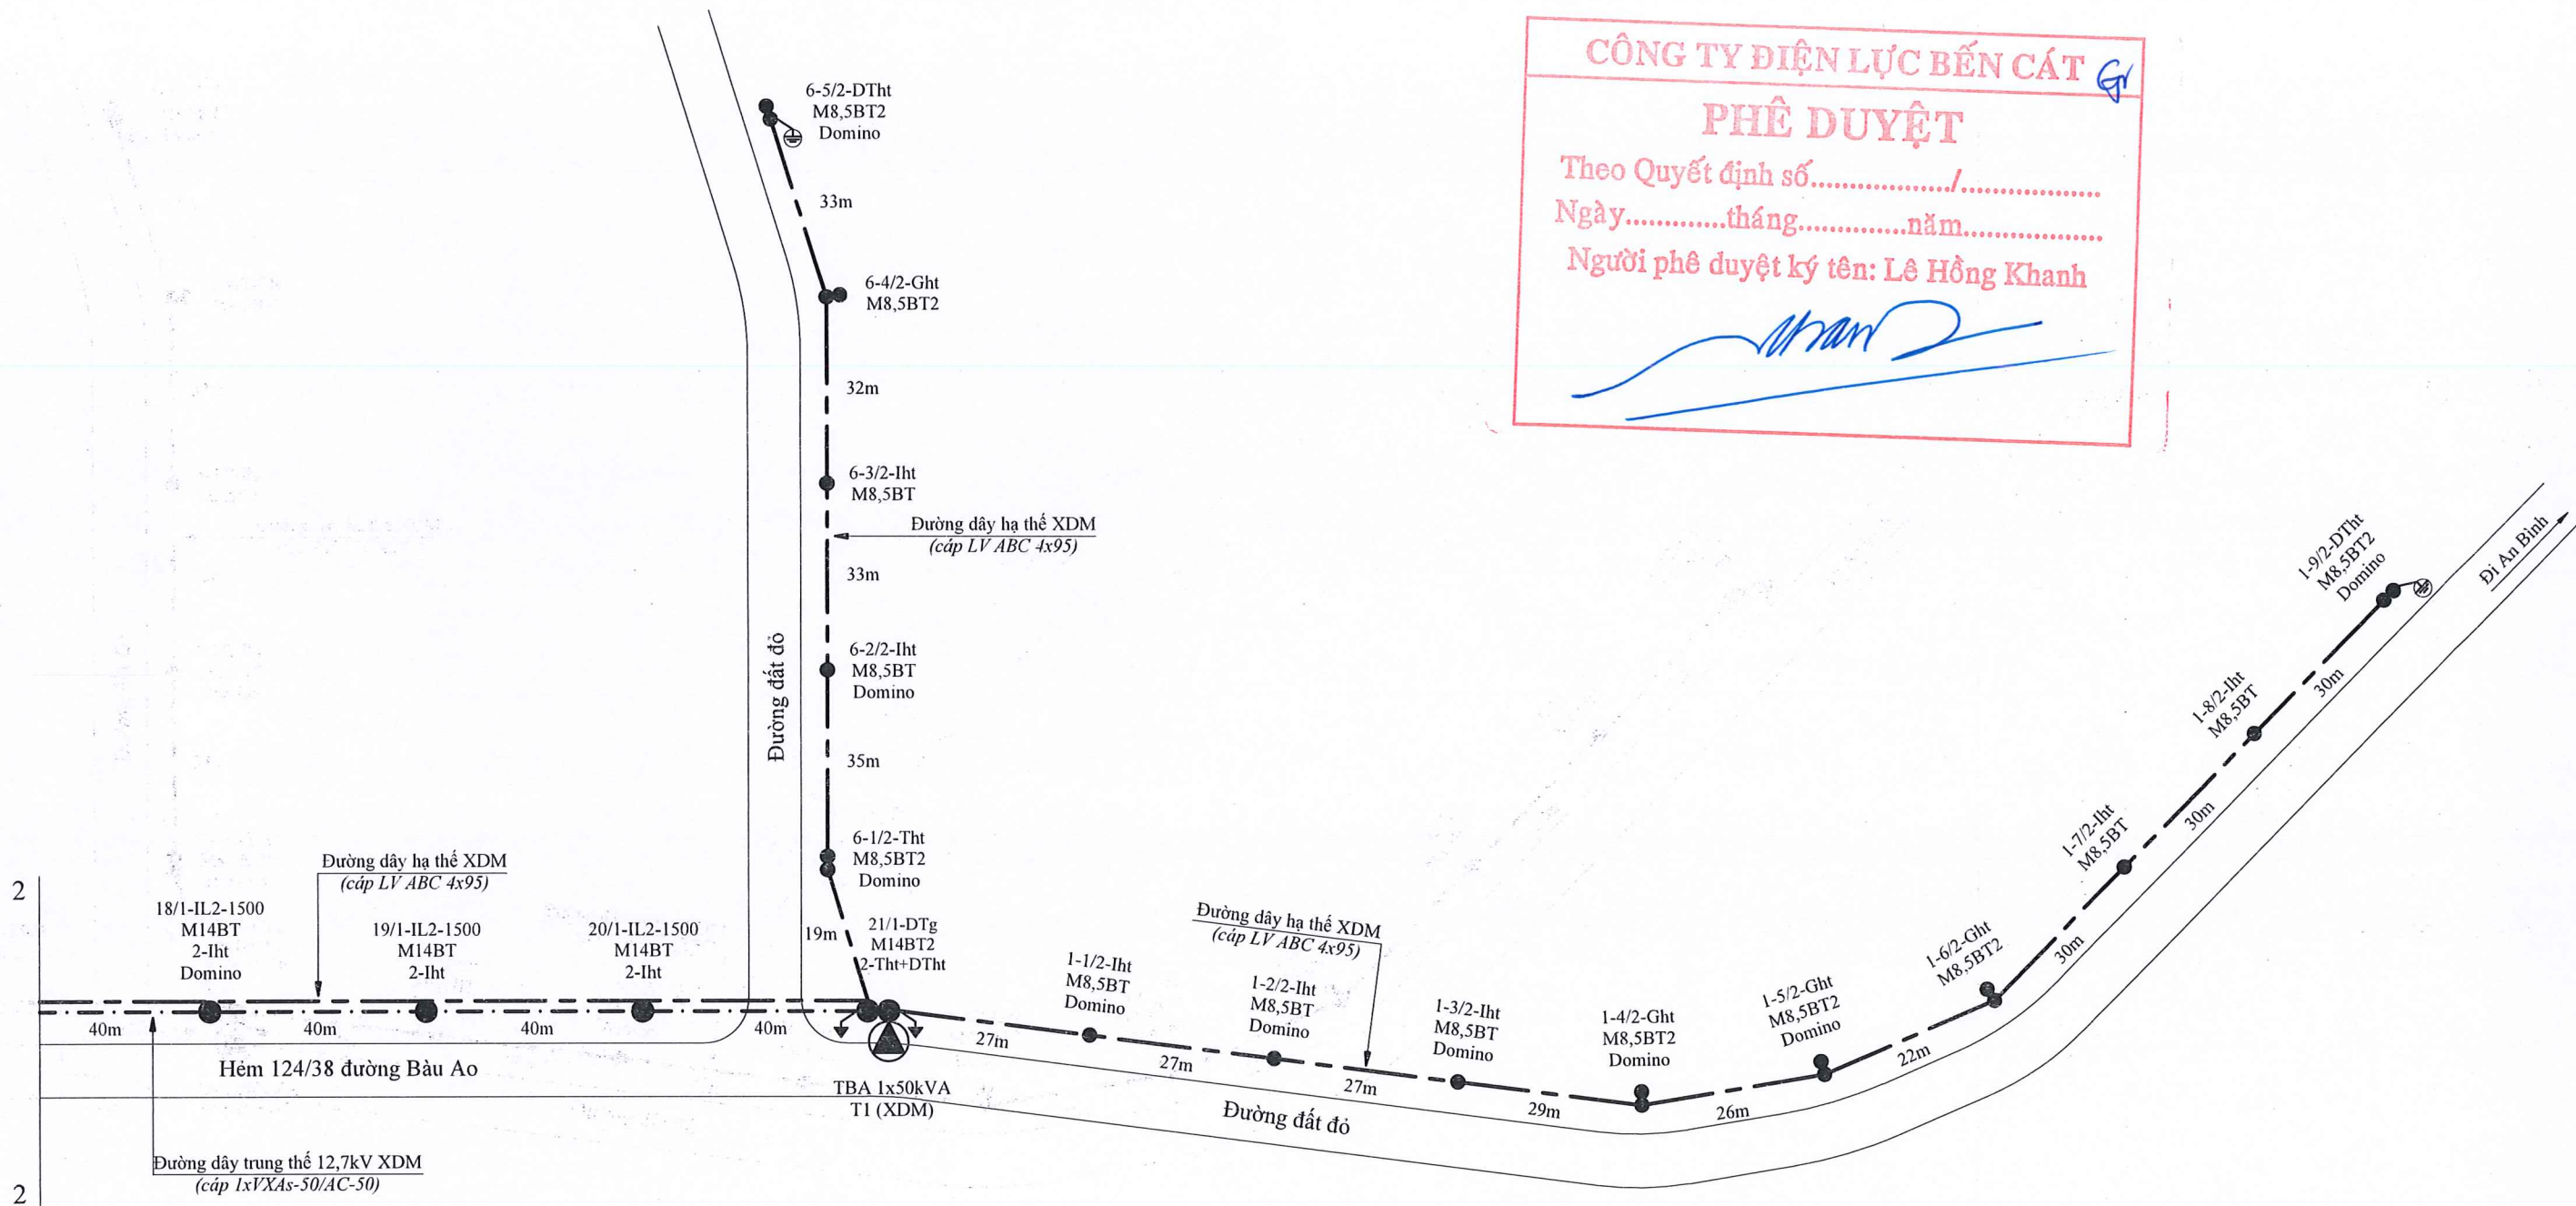 CÔNG TY ĐIỆN LỰC BẾN CÁT
PHÊ DUYỆT
Theo Quyết định số................../..................
Ngày.............tháng..............năm..................
Người phê duyệt ký tên: Lê Hồng Khanh
6-5/2-DTht
M8,5BT2
Domino
33m
6-4/2-Ght
M8,5BT2
32m
6-3/2-Iht
M8,5BT
Đường dây hạ thế XDM
(cáp LV ABC 4x95)
33m
6-2/2-Iht
M8,5BT
Domino
Đường đất đỏ
35m
6-1/2-Tht
M8,5BT2
Domino
19m
21/1-DTg
M14BT2
2-Tht+DTht
Đường dây hạ thế XDM
(cáp LV ABC 4x95)
2
18/1-IL2-1500
M14BT
2-Iht
Domino
19/1-IL2-1500
M14BT
2-Iht
20/1-IL2-1500
M14BT
2-Iht
40m
40m
40m
40m
Hẻm 124/38 đường Bàu Ao
TBA 1x50kVA
T1 (XDM)
Đường dây trung thế 12,7kV XDM
(cáp 1xVXAs-50/AC-50)
2
Đường dây hạ thế XDM
(cáp LV ABC 4x95)
1-1/2-Iht
M8,5BT
Domino
1-2/2-Iht
M8,5BT
Domino
1-3/2-Iht
M8,5BT
Domino
1-4/2-Ght
M8,5BT2
Domino
1-5/2-Ght
M8,5BT2
Domino
1-6/2-Ght
M8,5BT2
1-7/2-Iht
M8,5BT
1-8/2-Iht
M8,5BT
1-9/2-DTht
M8,5BT2
Domino
27m
27m
27m
29m
26m
22m
30m
30m
30m
Đường đất đỏ
Đi An Bình